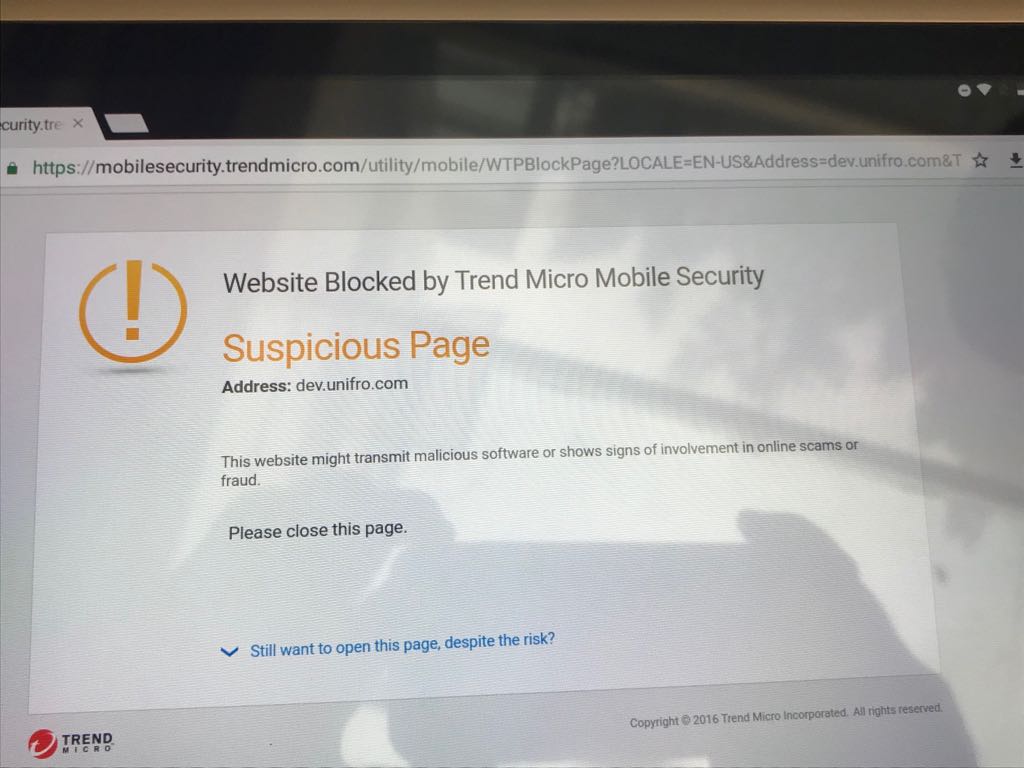 curity.tre
https://mobilesecurity.trendmicro.com/utility/mobile/WTPBlockPage?LOCALE=EN-US&Address=dev.unifro.com&T
Website Blocked by Trend Micro Mobile Security
Suspicious Page
Address: dev.unifro.com
This website might transmit malicious software or shows signs of involvement in online scams or
fraud.
Please close this page.
Still want to open this page, despite the risk?
Copyright © 2016 Trend Micro Incorporated. All rights reserved.
TREND
MICRO